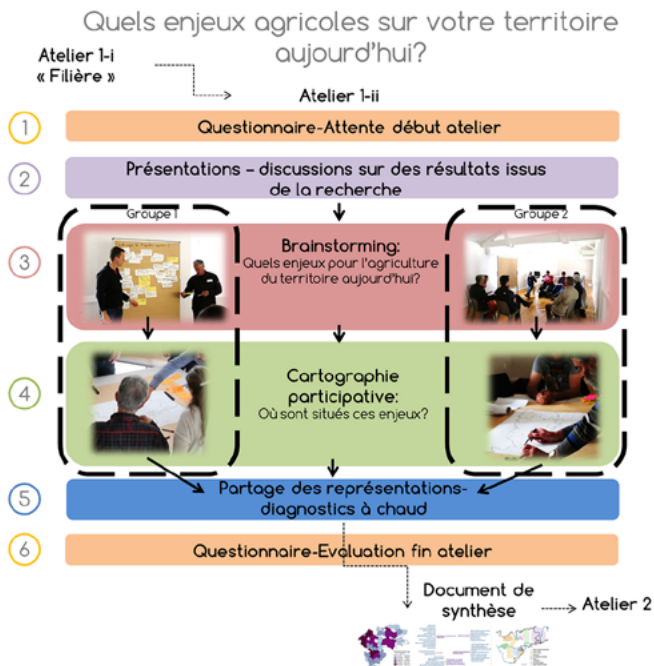 Quels enjeux agricoles sur votre territoire
aujourd'hui?
Atelier 1-i
« Filière »
Atelier 1-ii
1
Questionnaire-Attente début atelier
2
Présentations – discussions sur des résultats issus
de la recherche
Groupe 1
Groupe 2
3
Brainstorming:
Quels enjeux pour l'agriculture
du territoire aujourd'hui?
4
Cartographie
participative:
Où sont situés ces enjeux?
5
Partage des représentations-
diagnostics à chaud
6
Questionnaire-Evaluation fin atelier
Document de
synthèse
Atelier 2